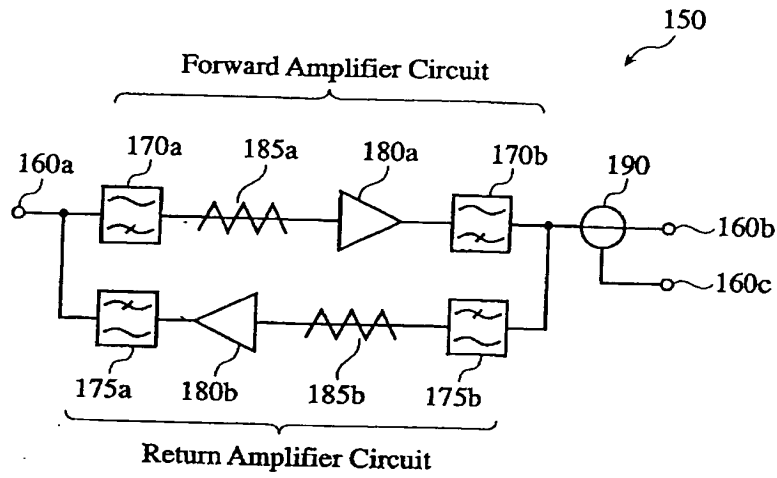 150
Forward Amplifier Circuit
160a
170a
185a
180a
170b
190
160b
160c
175a
180b
185b
175b
Return Amplifier Circuit